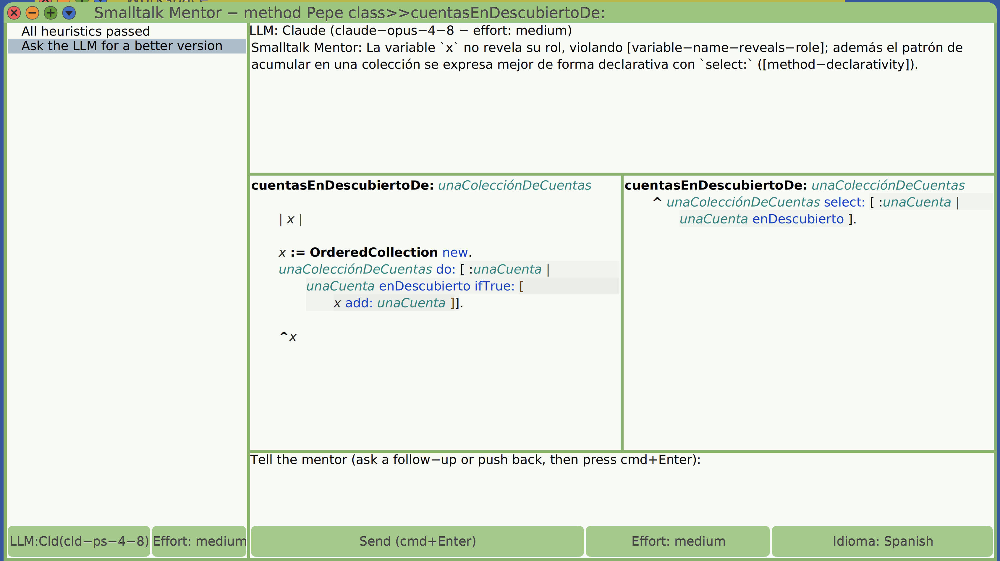 Smalltalk Mentor − method Pepe class>>cuentasEnDescubiertoDe:
All heuristics passed
Ask the LLM for a better version
LLM: Claude (claude−opus−4−8 − effort: medium)
Smalltalk Mentor: La variable `x` no revela su rol, violando [variable−name−reveals−role]; además el patrón de
acumular en una colección se expresa mejor de forma declarativa con `select:` ([method−declarativity]).
cuentasEnDescubiertoDe: unaColecciónDeCuentas
| x |
x := OrderedCollection new.
unaColecciónDeCuentas do: [ :unaCuenta |
unaCuenta enDescubierto ifTrue: [
x add: unaCuenta ]].
^x
cuentasEnDescubiertoDe: unaColecciónDeCuentas
^ unaColecciónDeCuentas select: [ :unaCuenta |
unaCuenta enDescubierto ].
Tell the mentor (ask a follow−up or push back, then press cmd+Enter):
LLM:Cld(cld−ps−4−8)
Effort: medium
Send (cmd+Enter)
Effort: medium
Idioma: Spanish